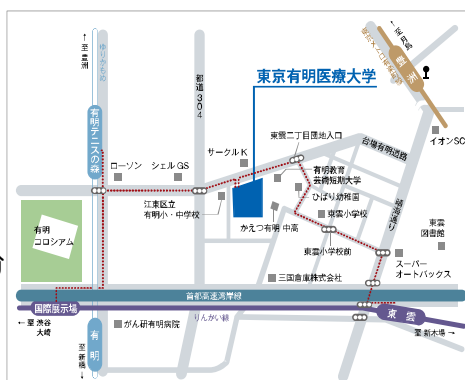 ↑至 豊洲
ゆりかもめ
都道304
東京有明医療大学
↑至 月島
豊洲
イオンSC
台場有明道路
東雲二丁目団地入口
サークルK
有明テニスの森
ローソン
シェルGS
有明教育
芸術短期大学
ひばり幼稚園
江東区立
有明小・中学校
かえつ有明 中高
東雲小学校
晴海通り
東雲
図書館
有明
コロシアム
東雲小学校前
スーパー
オートバックス
三国倉庫株式会社
首都高速湾岸線
国際展示場
りんかい線
東雲
←至 渋谷
大崎
がん研有明病院
至 新木場→
有明
至 新橋↓